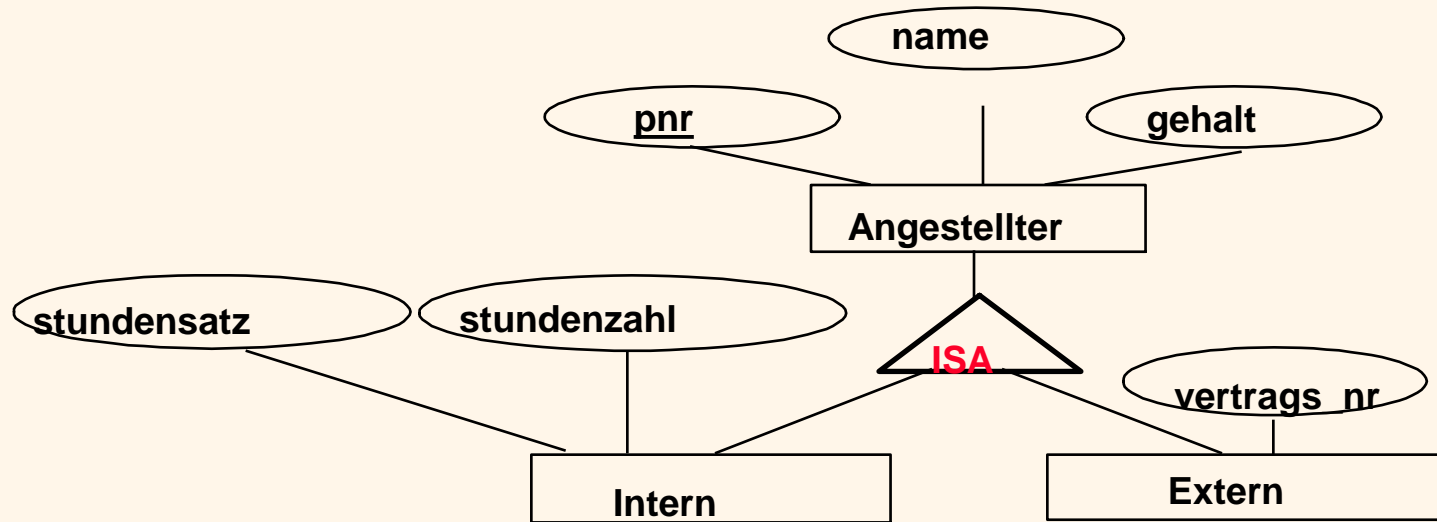 name
pnr
gehalt
Angestellter
stundensatz
stundenzahl
ISA
vertrags_nr
Intern
Extern